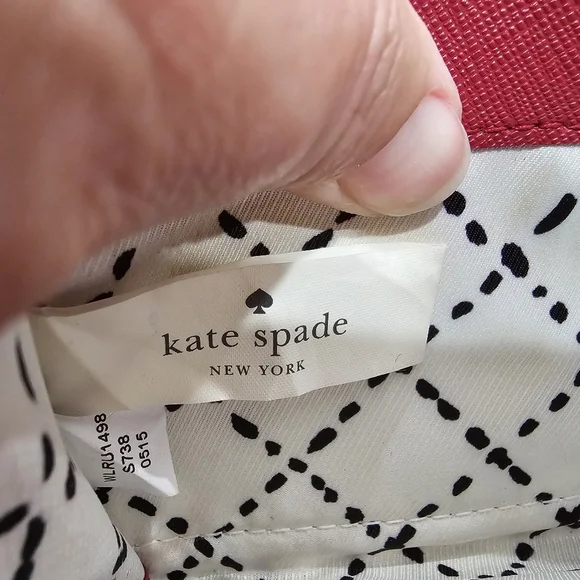 kate spade
NEW YORK
WLRU1498
S738
0515